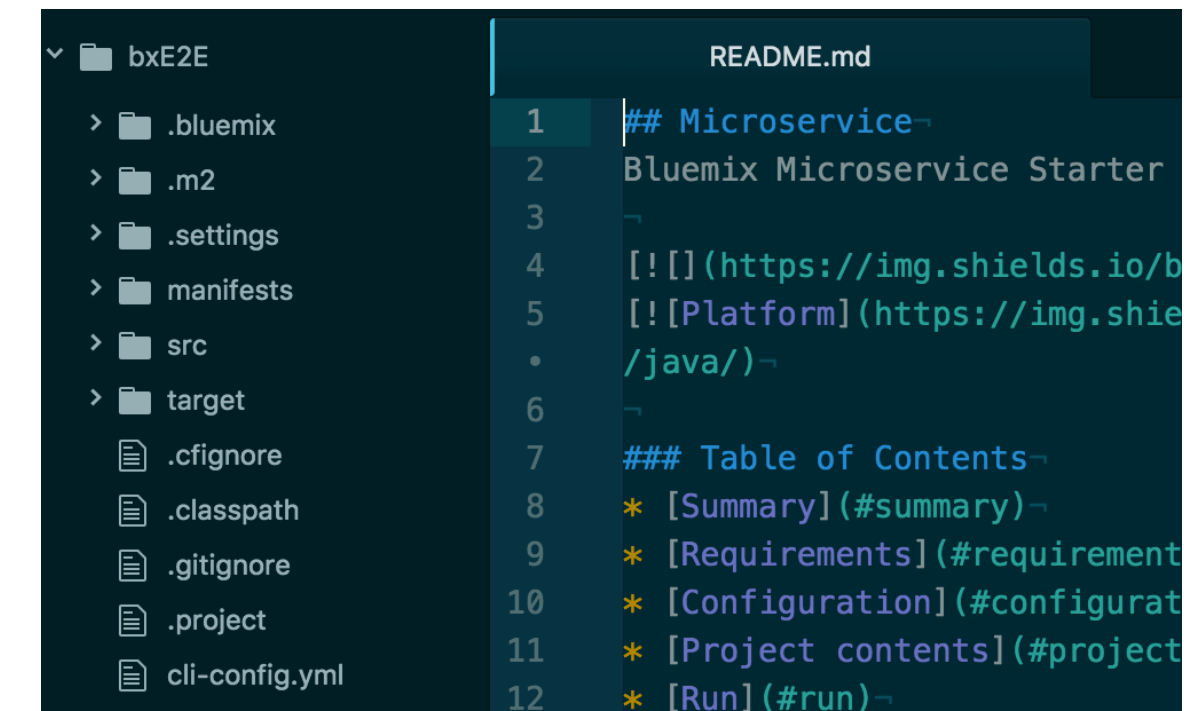 bxE2E
.bluemix
.m2
.settings
manifests
src
target
.cfignore
.classpath
.gitignore
.project
cli-config.yml
README.md
1 ## Microservice¬
2 Bluemix Microservice Starter
3 ¬
4 [![](https://img.shields.io/b
5 [![Platform](https://img.shie
• /java/)¬
6 ¬
7 ### Table of Contents¬
8 * [Summary](#summary)¬
9 * [Requirements](#requirement
10 * [Configuration](#configurat
11 * [Project contents](#project
12 * [Run](#run)¬